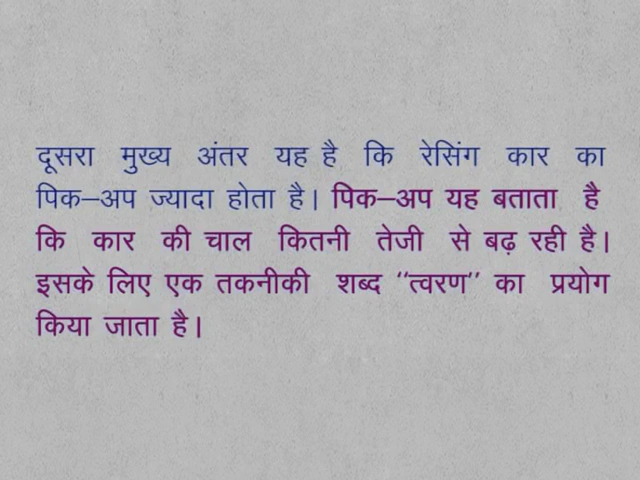 दूसरा मुख्य अंतर यह है कि रेसिंग कार का
पिक–अप ज्यादा होता है। पिक–अप यह बताता है
कि कार की चाल कितनी तेजी से बढ़ रही है।
इसके लिए एक तकनीकी शब्द ‘‘त्वरण’’ का प्रयोग
किया जाता है।